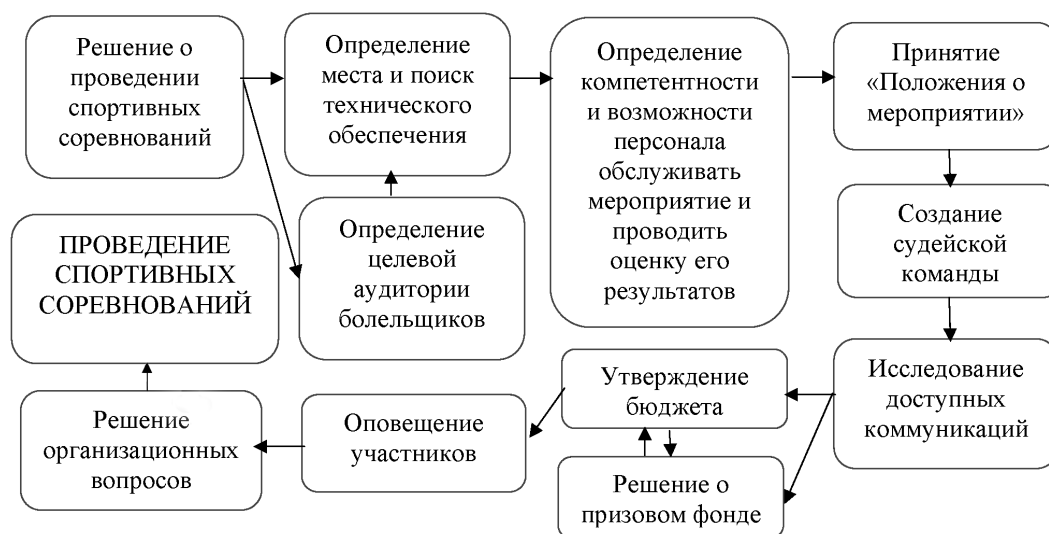 Решение о
проведении
спортивных
соревнований
Определение
места и поиск
технического
обеспечения
Определение
компетентности
и возможности
персонала
обслуживать
мероприятие и
проводить
оценку его
результатов
Принятие
«Положения о
мероприятии»
Создание
судейской
команды
Определение
целевой
аудитории
болельщиков
ПРОВЕДЕНИЕ
СПОРТИВНЫХ
СОРЕВНОВАНИЙ
Исследование
доступных
коммуникаций
Утверждение
бюджета
Решение о
призовом фонде
Оповещение
участников
Решение
организационных
вопросов